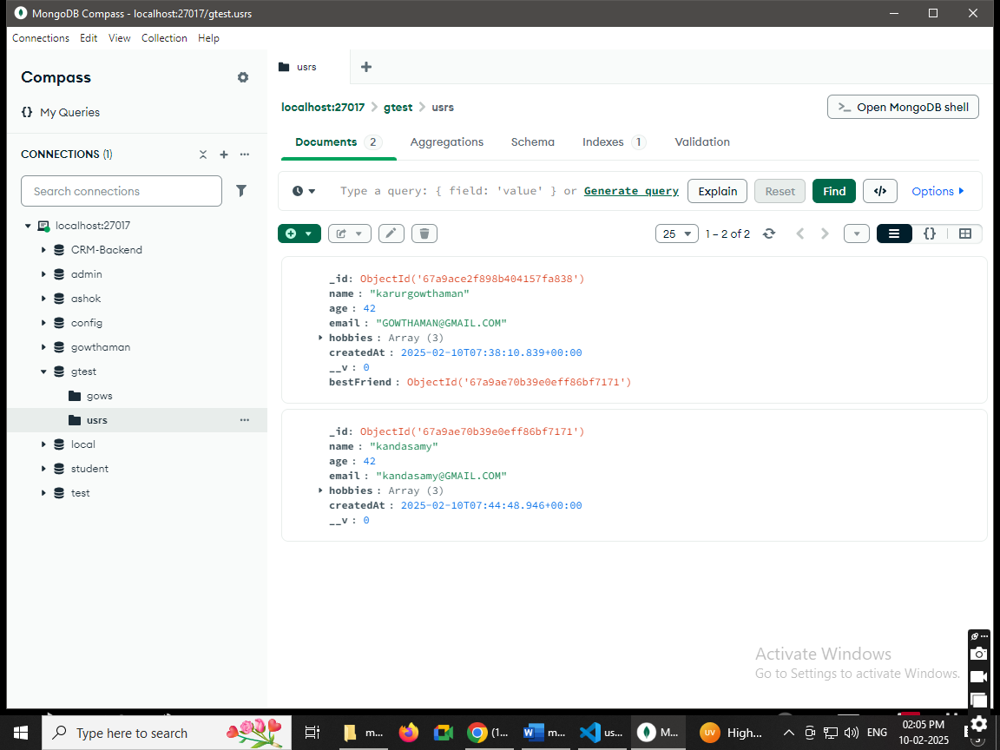 MongoDB Compass - localhost:27017/gtest.usrs
Connections Edit View Collection Help
Compass
usrs
{} My Queries
localhost:27017 > gtest > usrs
>_ Open MongoDB shell
Documents 2 Aggregations Schema Indexes 1 Validation
CONNECTIONS (1)
Search connections
Type a query: { field: 'value' } or Generate query Explain Reset Find </> Options
25 1 – 2 of 2 {}
localhost:27017
CRM-Backend
admin
ashok
config
gowthaman
gtest
gows
usrs
local
student
test
_id: ObjectId('67a9ace2f898b404157fa838')
name : "karurgowthaman"
age : 42
email : "GOWTHAMAN@GMAIL.COM"
hobbies : Array (3)
createdAt : 2025-02-10T07:38:10.839+00:00
__v : 0
bestFriend : ObjectId('67a9ae70b39e0eff86bf7171')
_id: ObjectId('67a9ae70b39e0eff86bf7171')
name : "kandasamy"
age : 42
email : "kandasamy@GMAIL.COM"
hobbies : Array (3)
createdAt : 2025-02-10T07:44:48.946+00:00
__v : 0
Activate Windows
Go to Settings to activate Windows.
Type here to search
m...
(1...
W m...
us...
M...
UV High...
ENG
02:05 PM
10-02-2025